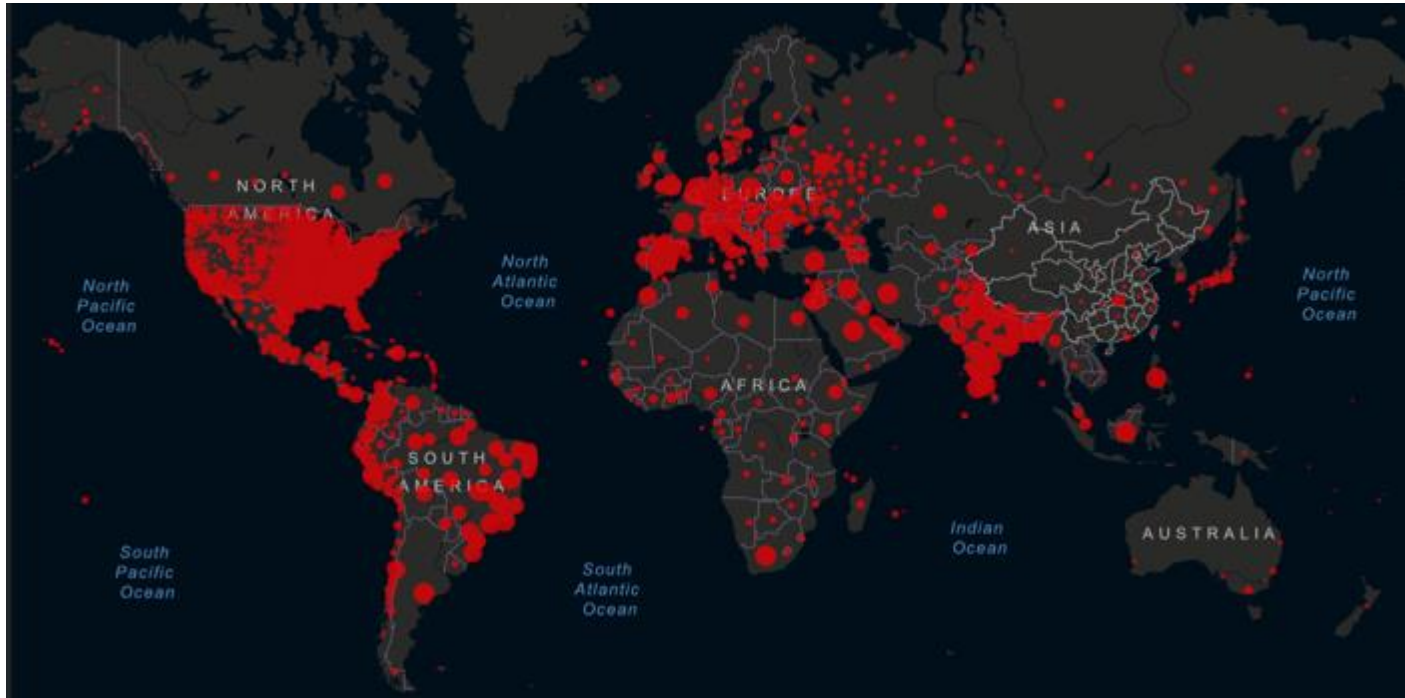 NORTH
AMERICA
EUROPE
ASIA
North
Pacific
Ocean
North
Atlantic
Ocean
North
Pacific
Ocean
AFRICA
SOUTH
AMERICA
Indian
Ocean
AUSTRALIA
South
Pacific
Ocean
South
Atlantic
Ocean